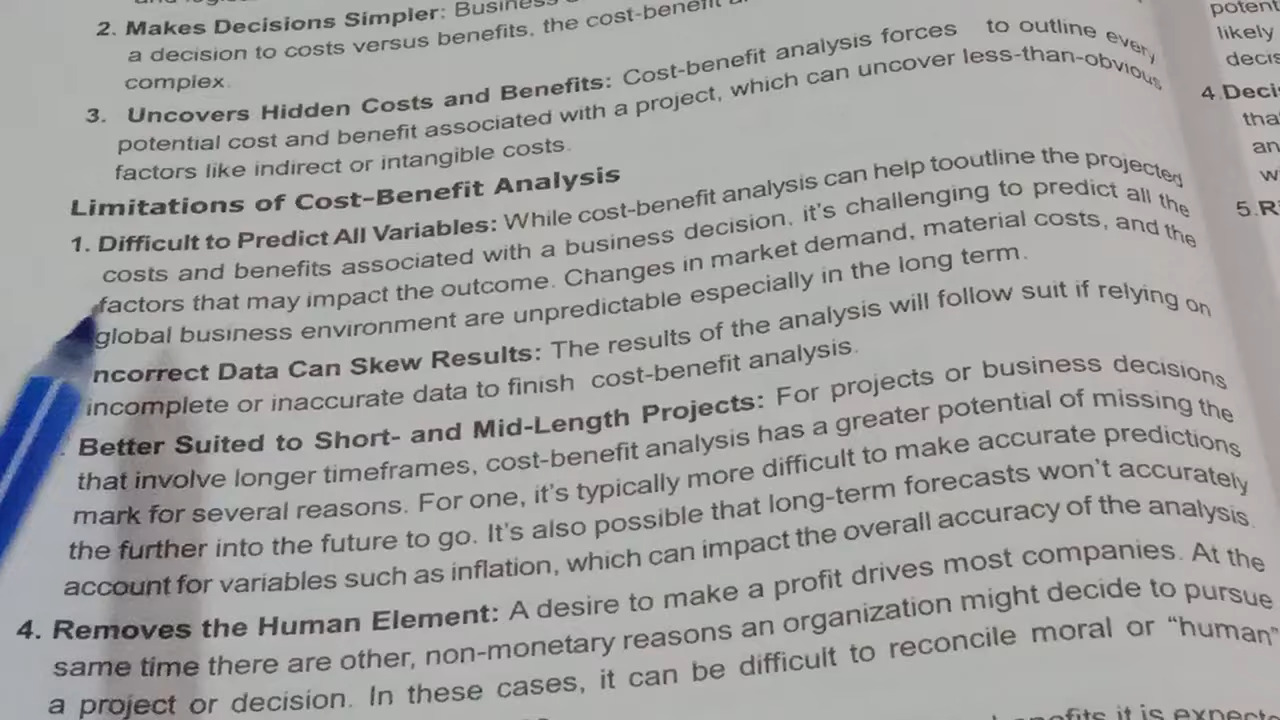 2. Makes Decisions Simpler: Business
a decision to costs versus benefits, the cost-benefit
complex.
3. Uncovers Hidden Costs and Benefits: Cost-benefit analysis forces to outline every
potential cost and benefit associated with a project, which can uncover less-than-obvious
factors like indirect or intangible costs.
Limitations of Cost-Benefit Analysis
1. Difficult to Predict All Variables: While cost-benefit analysis can help tooutline the projected
costs and benefits associated with a business decision, it's challenging to predict all the
factors that may impact the outcome. Changes in market demand, material costs, and the
global business environment are unpredictable especially in the long term.
ncorrect Data Can Skew Results: The results of the analysis will follow suit if relying on
incomplete or inaccurate data to finish cost-benefit analysis.
Better Suited to Short- and Mid-Length Projects: For projects or business decisions
that involve longer timeframes, cost-benefit analysis has a greater potential of missing the
mark for several reasons. For one, it's typically more difficult to make accurate predictions
the further into the future to go. It's also possible that long-term forecasts won't accurately
account for variables such as inflation, which can impact the overall accuracy of the analysis.
4. Removes the Human Element: A desire to make a profit drives most companies. At the
same time there are other, non-monetary reasons an organization might decide to pursue
a project or decision. In these cases, it can be difficult to reconcile moral or “human”
it is
potent
likely
decis
4.Deci
tha
an
w
5.R